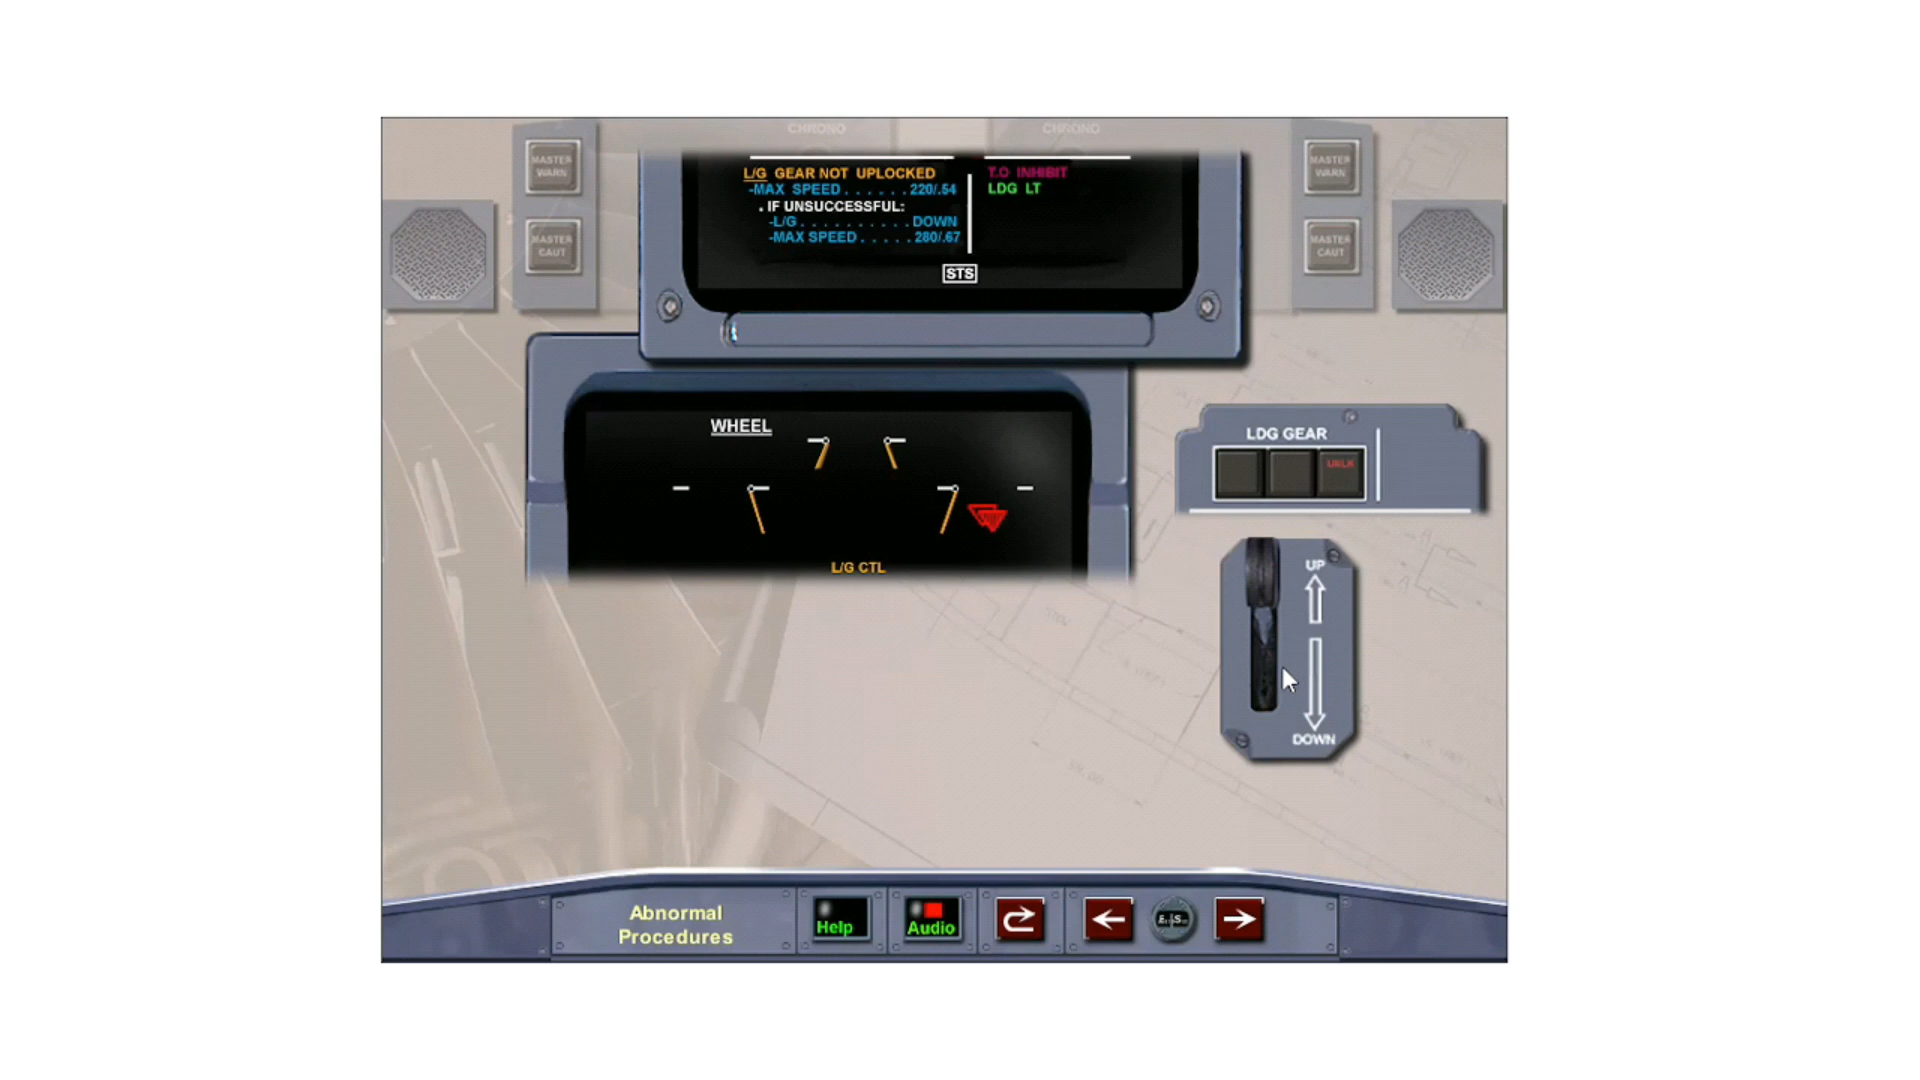 CHRONO
CHRONO
MASTER
WARN
MASTER
CAUT
L/G GEAR NOT UPLOCKED
-MAX SPEED . . . . . . 220/.54
. IF UNSUCCESSFUL:
-L/G . . . . . . . . . . DOWN
-MAX SPEED . . . . . 280/.67
T.O INHIBIT
LDG LT
STS
MASTER
WARN
MASTER
CAUT
WHEEL
L/G CTL
LDG GEAR
UNLK
UP
DOWN
Abnormal
Procedures
Help
Audio